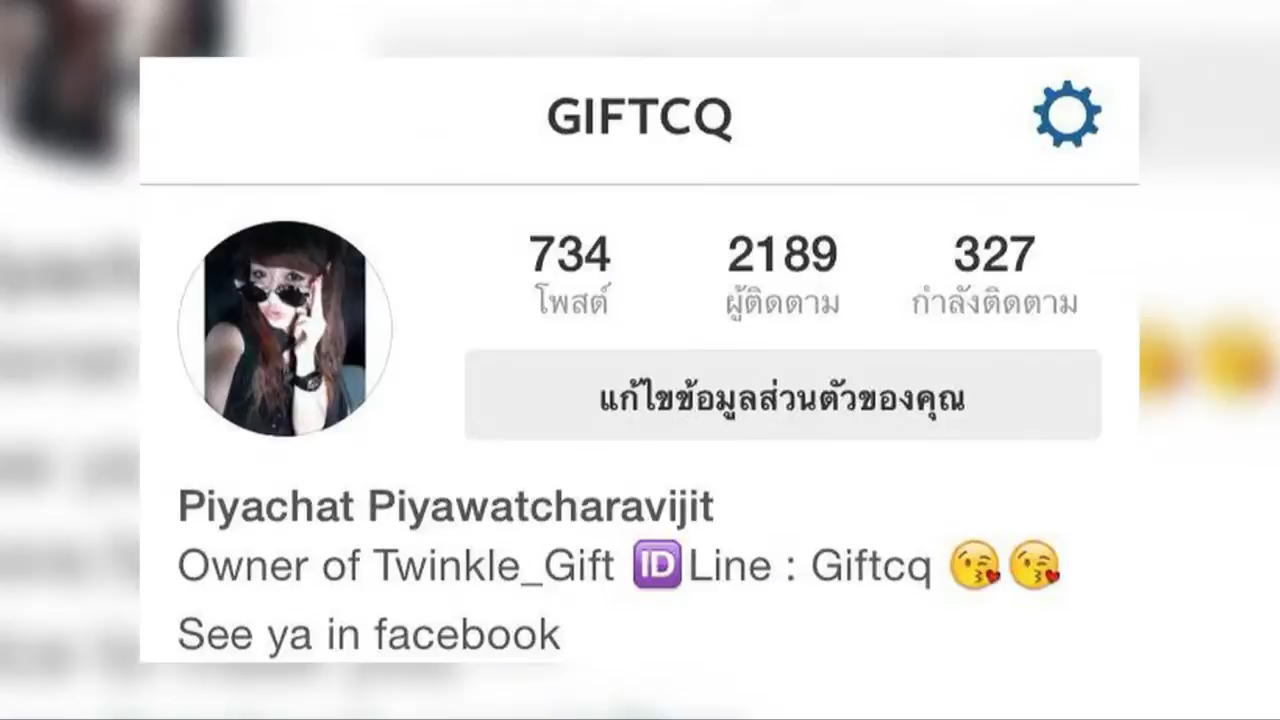 GIFTCQ
734 2189 327
โพสต์ ผู้ติดตาม กำลังติดตาม
แก้ไขข้อมูลส่วนตัวของคุณ
Piyachat Piyawatcharavijit
Owner of Twinkle_Gift 🆔Line : Giftcq 😘😘
See ya in facebook